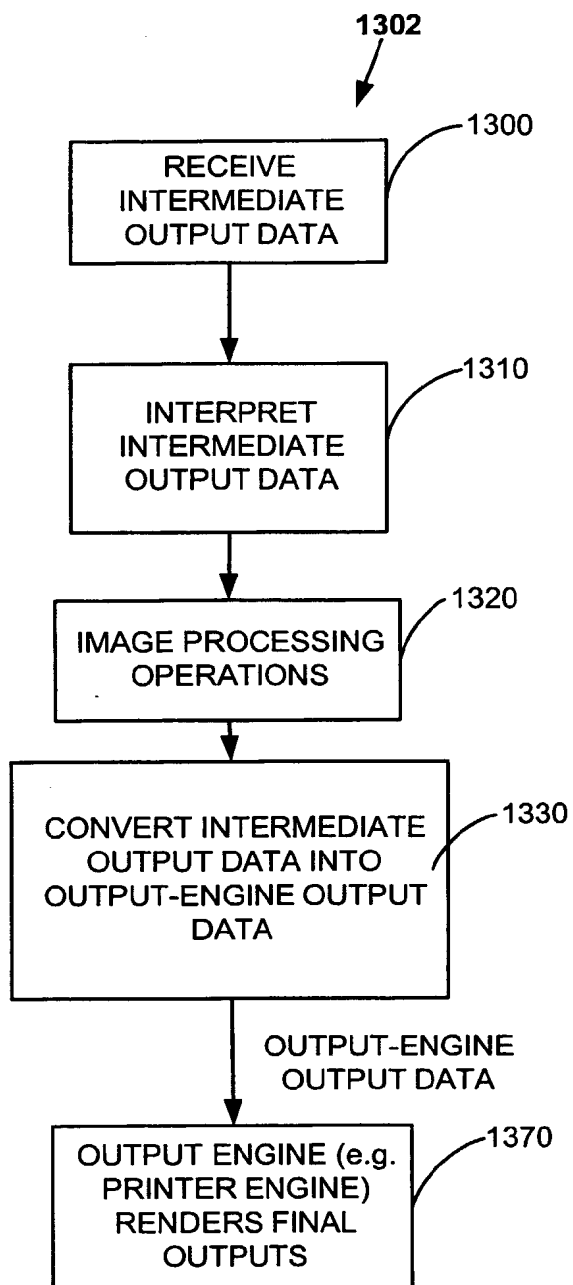 1302
1300
RECEIVE
INTERMEDIATE
OUTPUT DATA
1310
INTERPRET
INTERMEDIATE
OUTPUT DATA
1320
IMAGE PROCESSING
OPERATIONS
1330
CONVERT INTERMEDIATE
OUTPUT DATA INTO
OUTPUT-ENGINE OUTPUT
DATA
OUTPUT-ENGINE
OUTPUT DATA
1370
OUTPUT ENGINE (e.g.
PRINTER ENGINE)
RENDERS FINAL
OUTPUTS